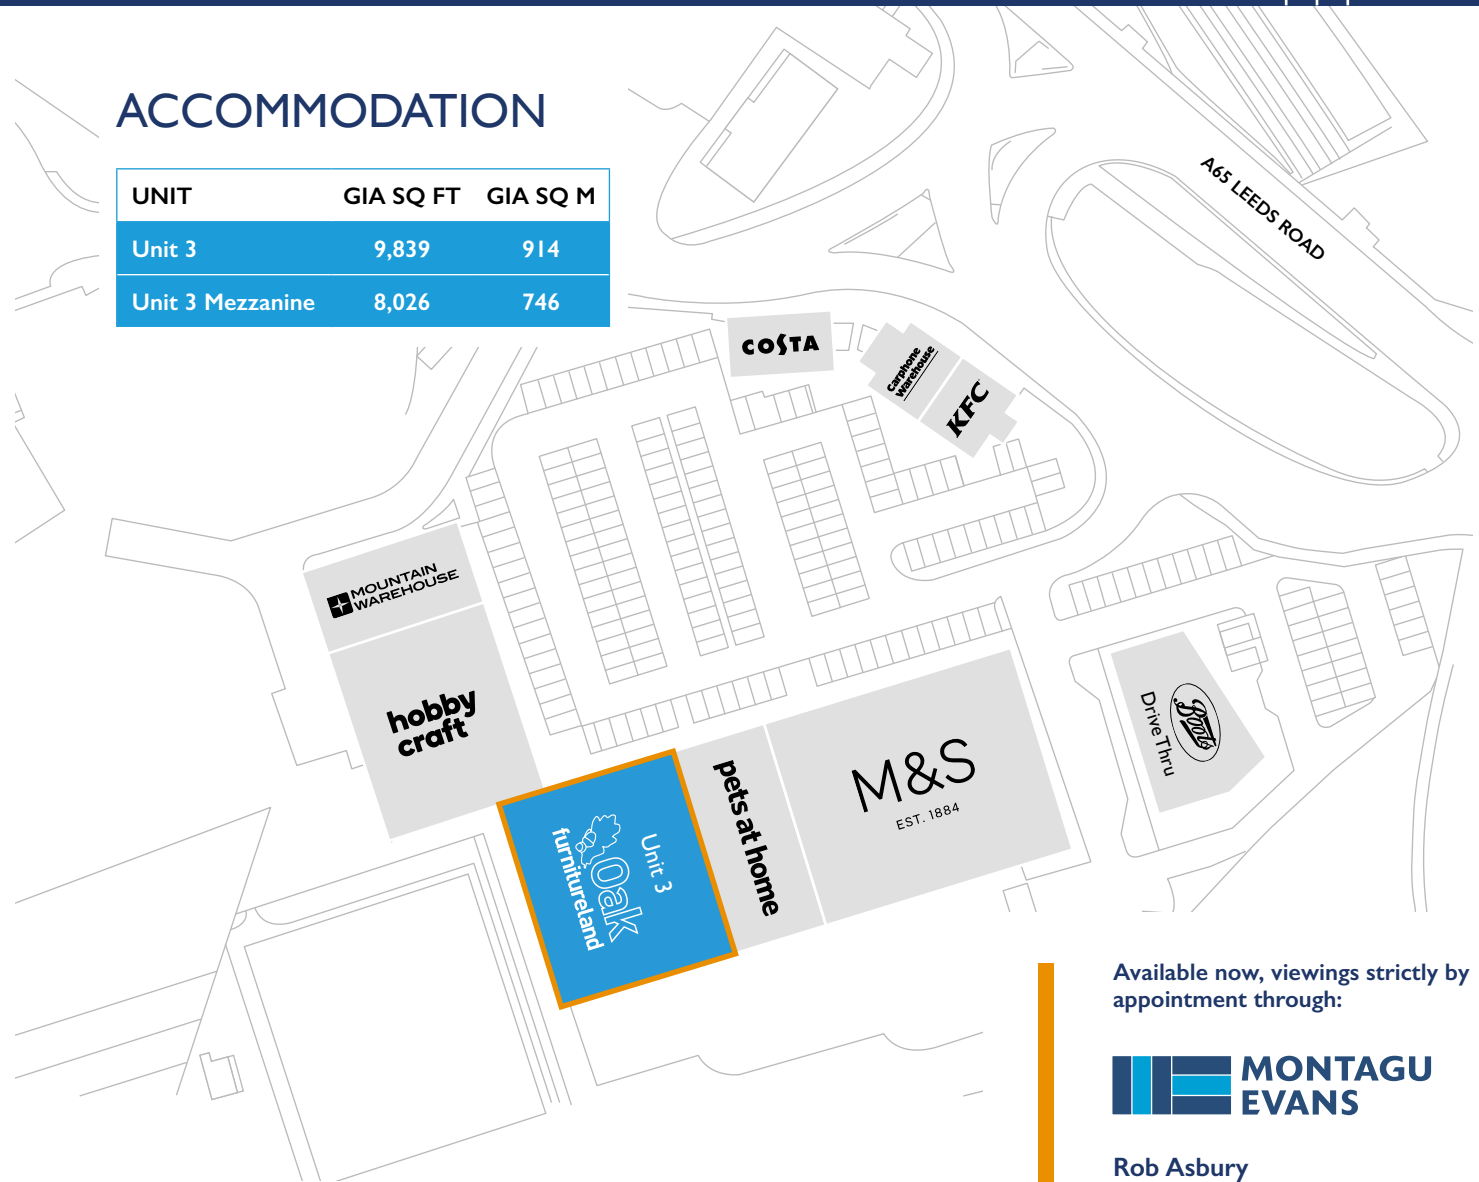 ACCOMMODATION
UNIT GIA SQ FT GIA SQ M
Unit 3 9,839 914
Unit 3 Mezzanine 8,026 746
A65 LEEDS ROAD
COSTA
Carphone
Warehouse
KFC
MOUNTAIN
WAREHOUSE
hobby
craft
Unit 3
Oak
furnitureland
pets at home
M&S
EST. 1884
Boots
Drive Thru
Available now, viewings strictly by
appointment through:
MONTAGU
EVANS
Rob Asbury